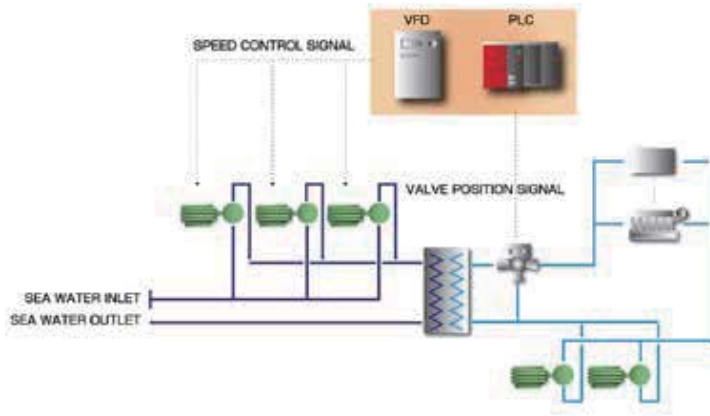 VFD
PLC
SPEED CONTROL SIGNAL
VALVE POSITION SIGNAL
SEA WATER INLET
SEA WATER OUTLET